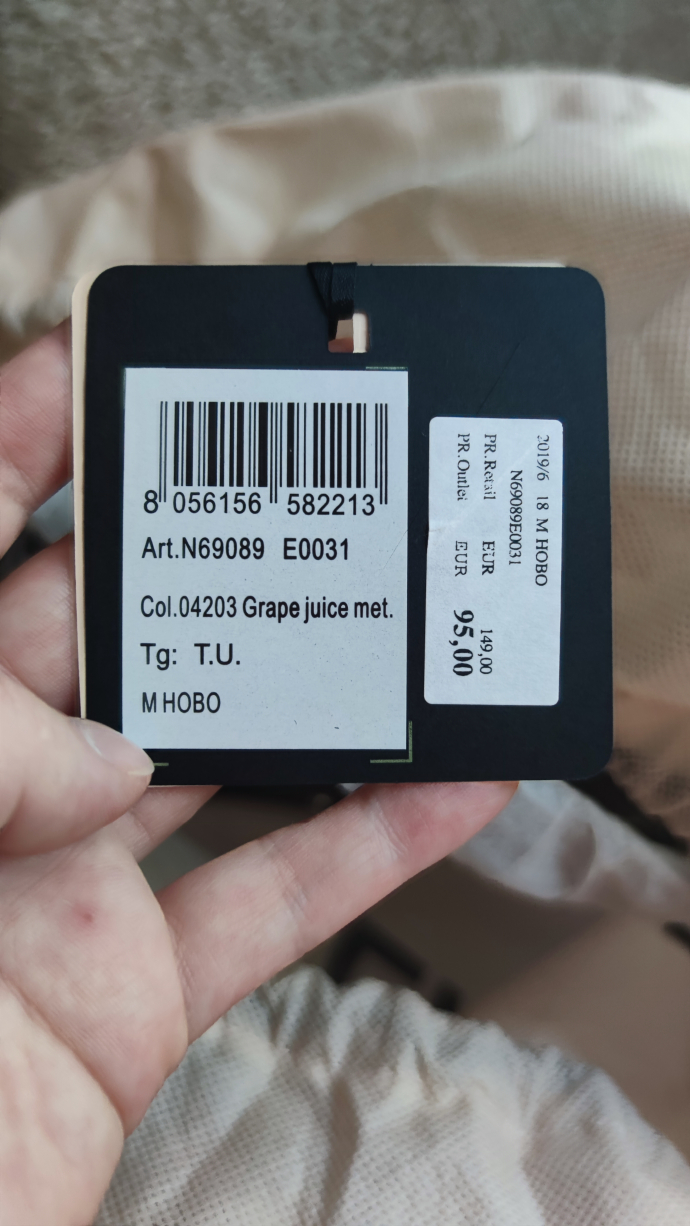 8 056156 582213
Art.N69089 E0031
Col.04203 Grape juice met.
Tg: T.U.
M HOBO
2019/6 18 M HOBO
N69089E0031
PR.Retail EUR 149,00
PR.Outlet EUR 95,00